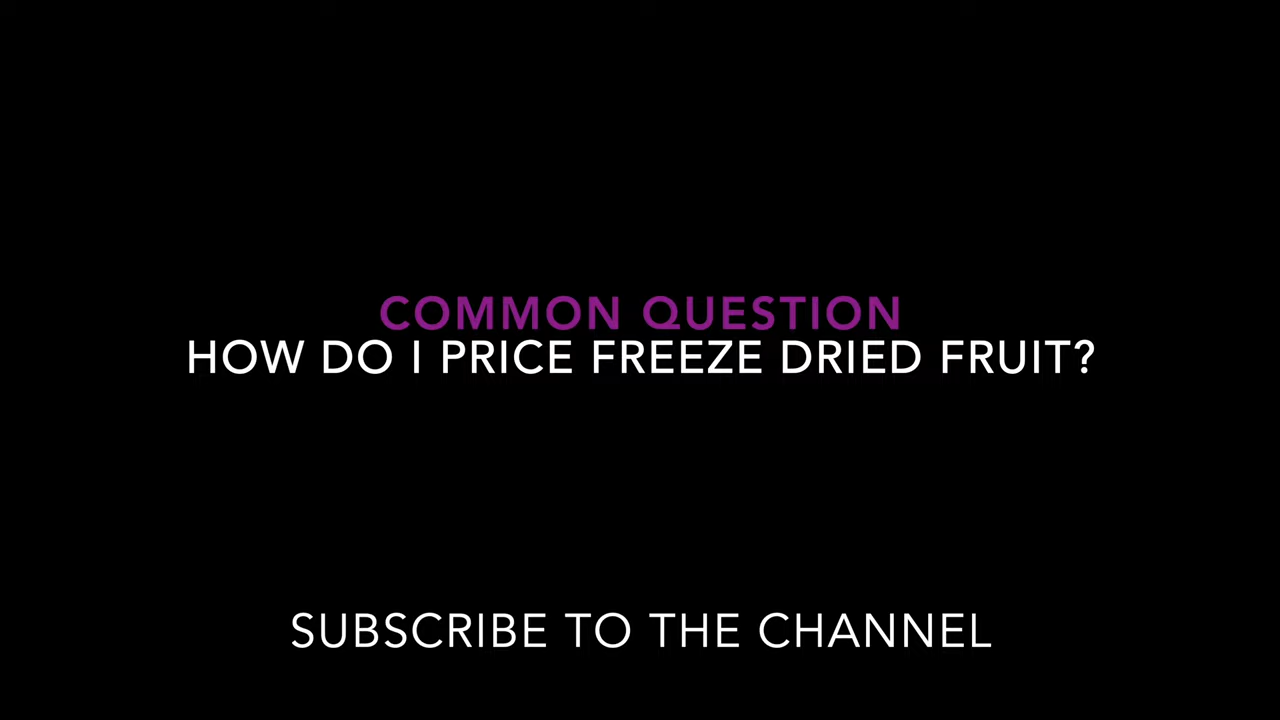 COMMON QUESTION
HOW DO I PRICE FREEZE DRIED FRUIT?
SUBSCRIBE TO THE CHANNEL